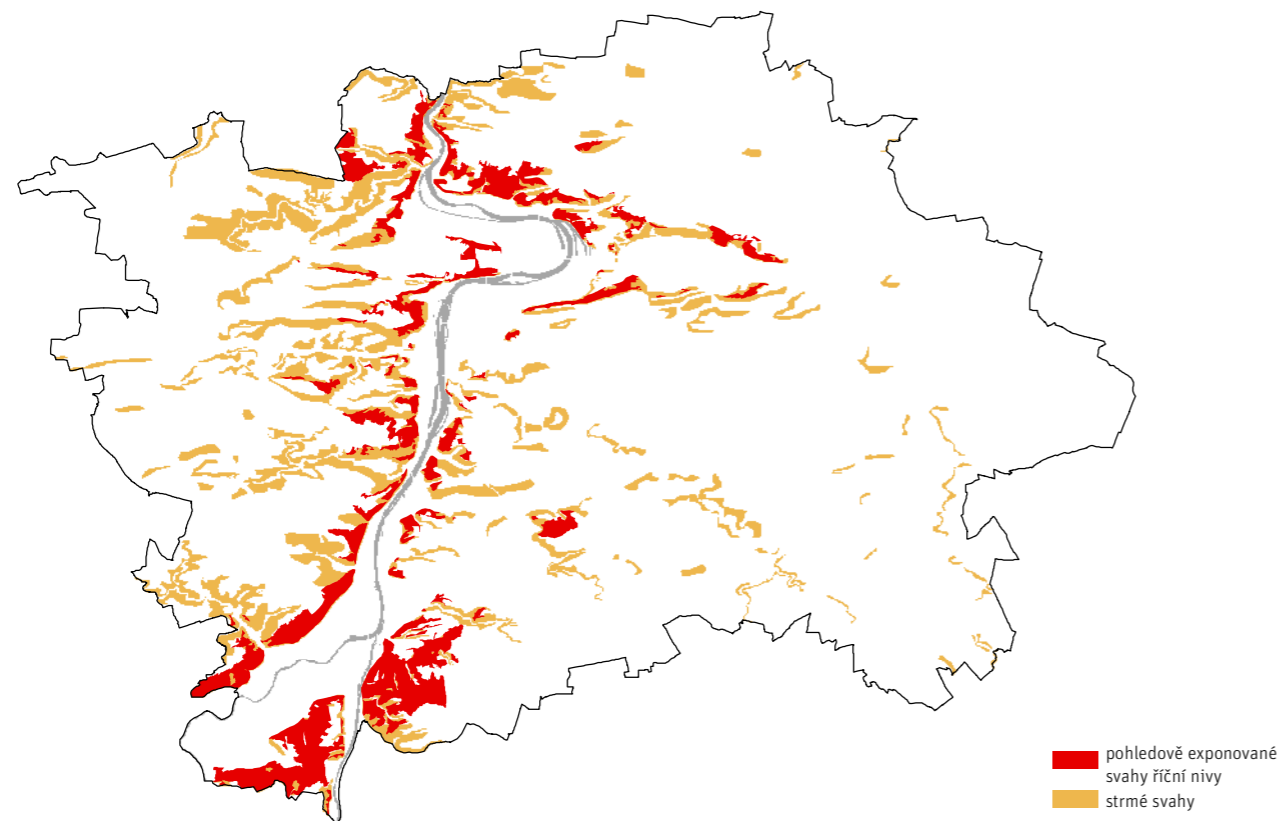 pohledově exponované
svahy říční nivy
strmé svahy